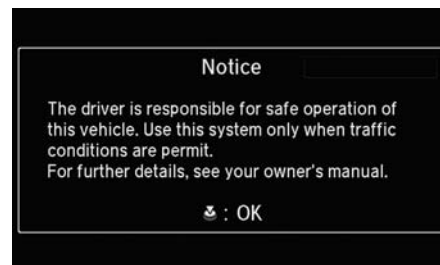 Notice
The driver is responsible for safe operation of
this vehicle. Use this system only when traffic
conditions are permit.
For further details, see your owner's manual.
: OK